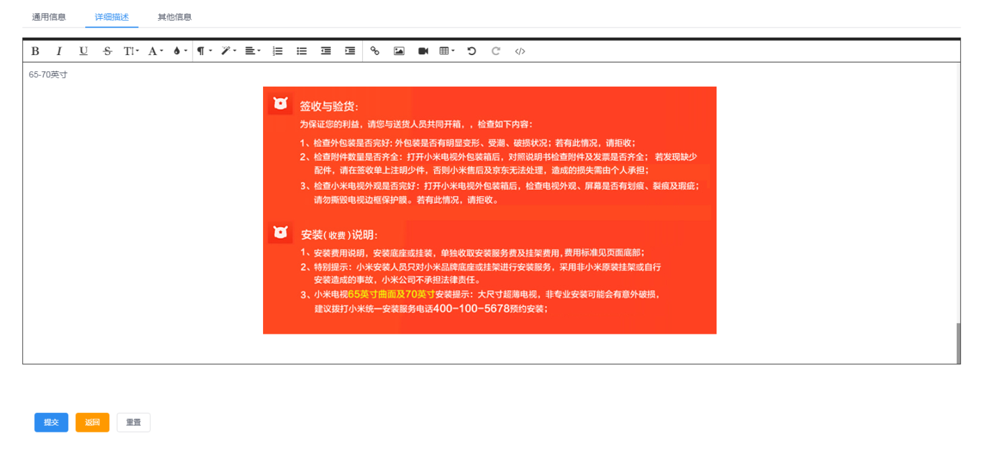 通用信息 详细描述 其他信息
B I U S TI A ¶ </>
65-70英寸
签收与验货:
为保证您的利益，请您与送货人员共同开箱，，检查如下内容：
1、检查外包装是否完好: 外包装是否有明显变形、受潮、破损状况；若有此情况，请拒收；
2、检查附件数量是否齐全：打开小米电视外包装箱后，对照说明书检查附件及发票是否齐全； 若发现缺少
配件，请在签收单上注明少件，否则小米售后及京东无法处理，造成的损失需由个人承担；
3、检查小米电视外观是否完好：打开小米电视外包装箱后，检查电视外观、屏幕是否有划痕、裂痕及瑕疵；
请勿撕毁电视边框保护膜。若有此情况，请拒收。
安装(收费)说明:
1、安装费用说明，安装底座或挂装，单独收取安装服务费及挂架费用,费用标准见页面底部；
2、特别提示：小米安装人员只对小米品牌底座或挂架进行安装服务，采用非小米原装挂架或自行
安装造成的事故，小米公司不承担法律责任。
3、小米电视65英寸曲面及70英寸安装提示：大尺寸超薄电视，非专业安装可能会有意外破损，
建议拨打小米统一安装服务电话400-100-5678预约安装；
提交 返回 重置